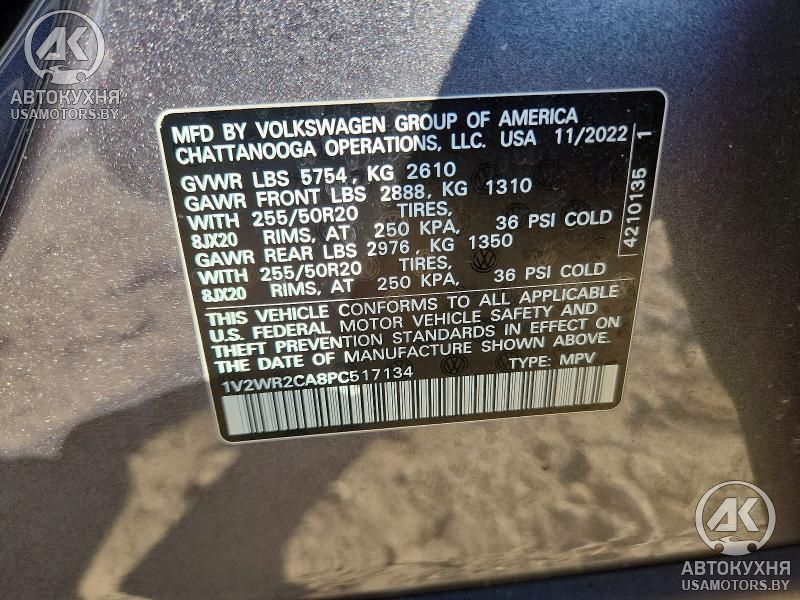 АК
АВТОКУХНЯ
USAMOTORS.BY
MFD BY VOLKSWAGEN GROUP OF AMERICA
CHATTANOOGA OPERATIONS, LLC. USA 11/2022
GVWR LBS 5754, KG 2610
GAWR FRONT LBS 2888, KG 1310
WITH 255/50R20 TIRES,
8JX20 RIMS, AT 250 KPA, 36 PSI COLD
GAWR REAR LBS 2976, KG 1350
WITH 255/50R20 TIRES,
8JX20 RIMS, AT 250 KPA, 36 PSI COLD
THIS VEHICLE CONFORMS TO ALL APPLICABLE
U.S. FEDERAL MOTOR VEHICLE SAFETY AND
THEFT PREVENTION STANDARDS IN EFFECT ON
THE DATE OF MANUFACTURE SHOWN ABOVE.
1V2WR2CA8PC517134 TYPE: MPV
4210135 1
АК
АВТОКУХНЯ
USAMOTORS.BY